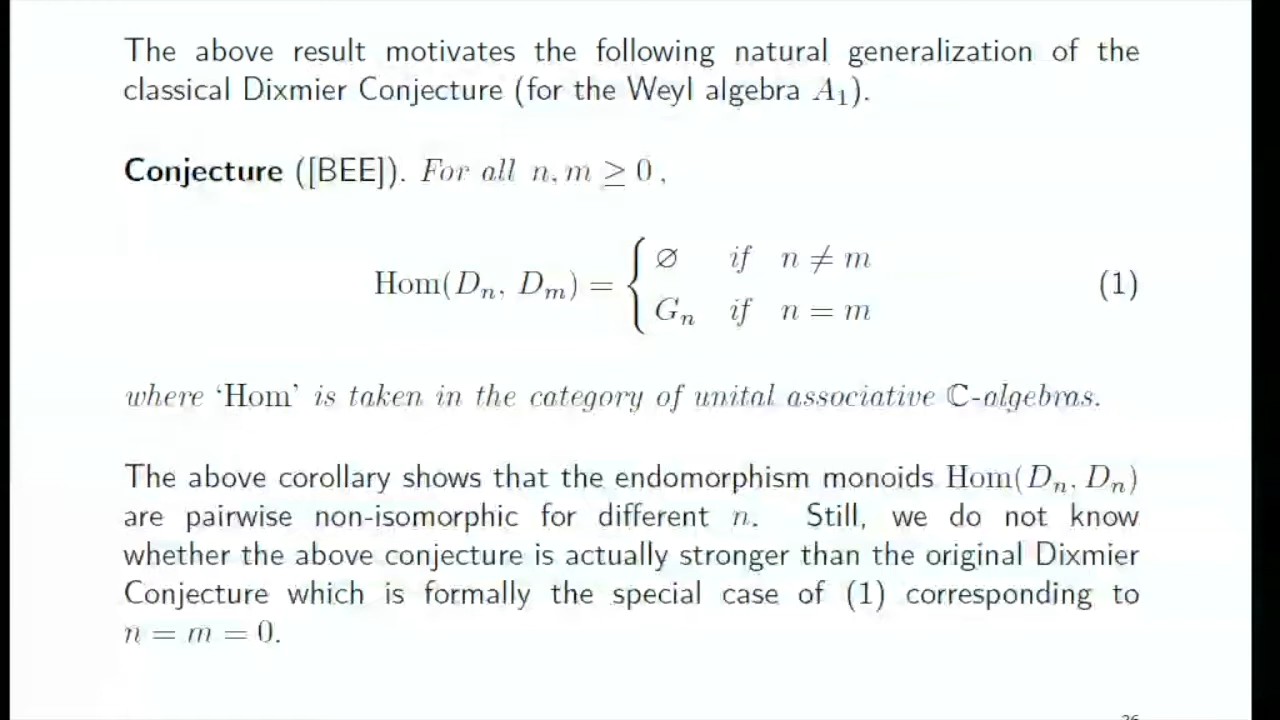 The above result motivates the following natural generalization of the
classical Dixmier Conjecture (for the Weyl algebra A₁).
Conjecture ([BEE]). For all n, m ≥ 0,
Hom(Dₙ, Dₘ) = { ∅ if n ≠ m
Gₙ if n = m
(1)
where ‘Hom’ is taken in the category of unital associative ℂ-algebras.
The above corollary shows that the endomorphism monoids Hom(Dₙ, Dₙ)
are pairwise non-isomorphic for different n. Still, we do not know
whether the above conjecture is actually stronger than the original Dixmier
Conjecture which is formally the special case of (1) corresponding to
n = m = 0.